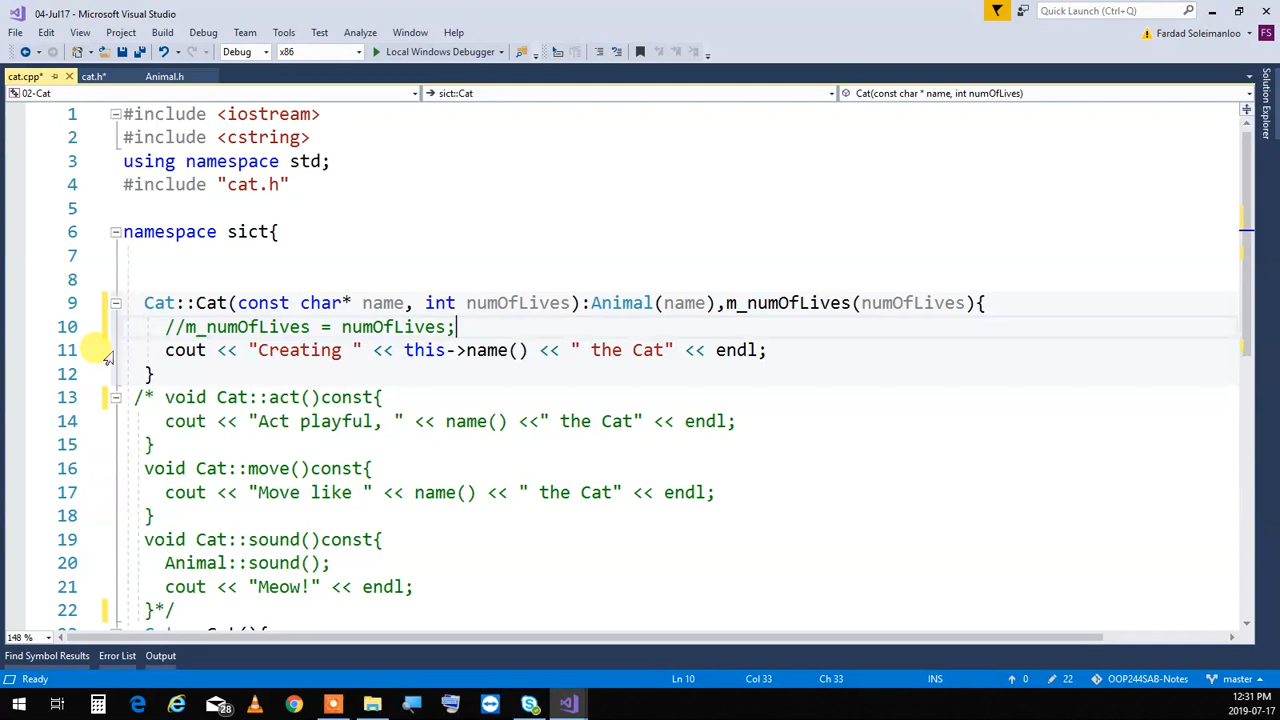 04-Jul17 - Microsoft Visual Studio
Quick Launch (Ctrl+Q)
File Edit View Project Build Debug Team Tools Test Analyze Window Help
Fardad Soleimanloo FS
Debug x86 Local Windows Debugger
cat.cpp* cat.h* Animal.h
02-Cat sict::Cat Cat(const char * name, int numOfLives)
Solution Explorer
1 #include <iostream>
2 #include <cstring>
3 using namespace std;
4 #include "cat.h"
5
6 namespace sict{
7
8
9 Cat::Cat(const char* name, int numOfLives):Animal(name),m_numOfLives(numOfLives){
10 //m_numOfLives = numOfLives;
11 cout << "Creating " << this->name() << " the Cat" << endl;
12 }
13 /* void Cat::act()const{
14 cout << "Act playful, " << name() <<" the Cat" << endl;
15 }
16 void Cat::move()const{
17 cout << "Move like " << name() << " the Cat" << endl;
18 }
19 void Cat::sound()const{
20 Animal::sound();
21 cout << "Meow!" << endl;
22 }*/
148 %
Find Symbol Results Error List Output
Ready Ln 10 Col 33 Ch 33 INS 0 22 OOP244SAB-Notes master
28
12:31 PM
2019-07-17